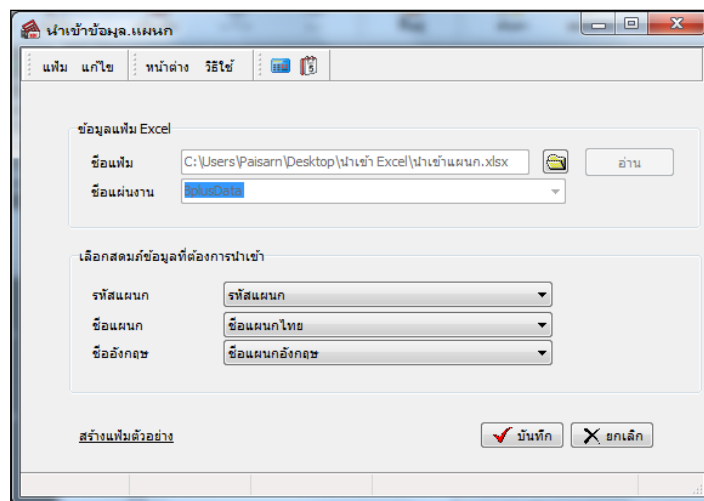 นำเข้าข้อมูล.แผนก
แฟ้ม แก้ไข หน้าต่าง วิธีใช้
ข้อมูลแฟ้ม Excel
ชื่อแฟ้ม C:\Users\Paisarn\Desktop\นำเข้า Excel\นำเข้าแผนก.xlsx อ่าน
ชื่อแผ่นงาน BplusData
เลือกสดมภ์ข้อมูลที่ต้องการนำเข้า
รหัสแผนก รหัสแผนก
ชื่อแผนก ชื่อแผนกไทย
ชื่ออังกฤษ ชื่อแผนกอังกฤษ
สร้างแฟ้มตัวอย่าง บันทึก ยกเลิก